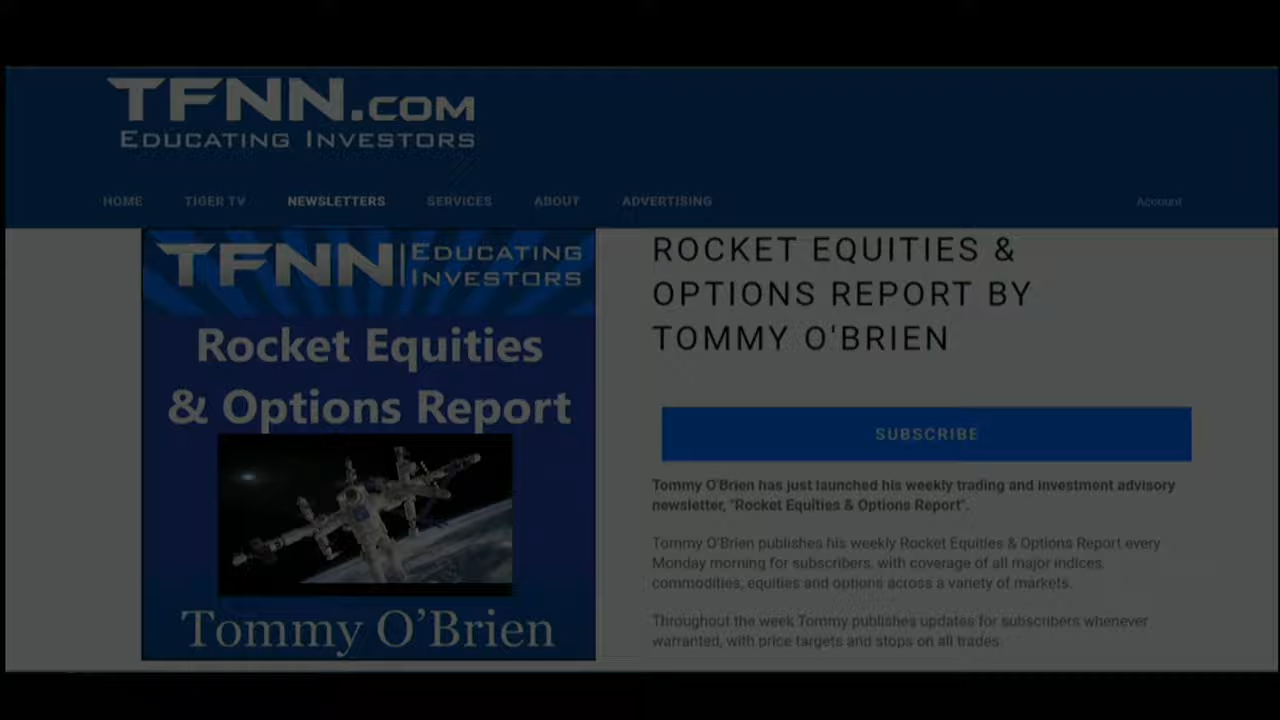 TFNN.COM
EDUCATING INVESTORS
HOME TIGER TV NEWSLETTERS SERVICES ABOUT ADVERTISING Account
TFNN EDUCATING
INVESTORS
Rocket Equities
& Options Report
Tommy O'Brien
ROCKET EQUITIES &
OPTIONS REPORT BY
TOMMY O'BRIEN
SUBSCRIBE
Tommy O'Brien has just launched his weekly trading and investment advisory
newsletter, "Rocket Equities & Options Report".
Tommy O'Brien publishes his weekly Rocket Equities & Options Report every
Monday morning for subscribers, with coverage of all major indices,
commodities, equities and options across a variety of markets.
Throughout the week Tommy publishes updates for subscribers whenever
warranted, with price targets and stops on all trades.